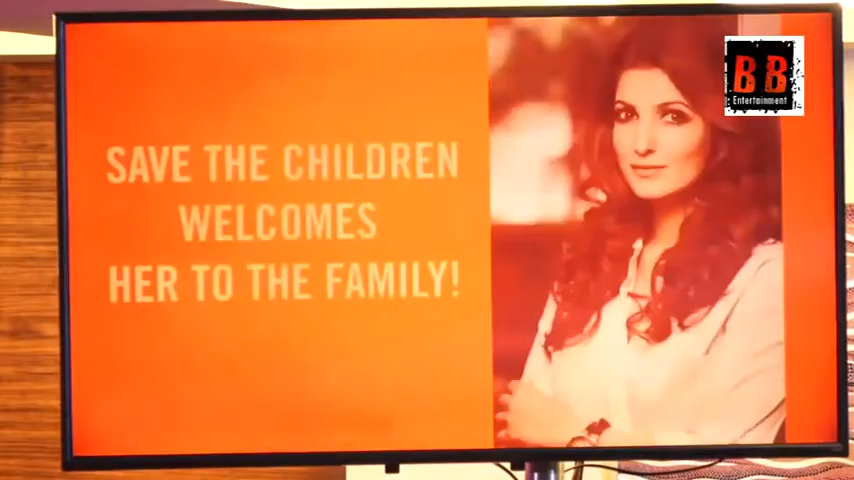 SAVE THE CHILDREN
WELCOMES
HER TO THE FAMILY!
BB
Entertainment